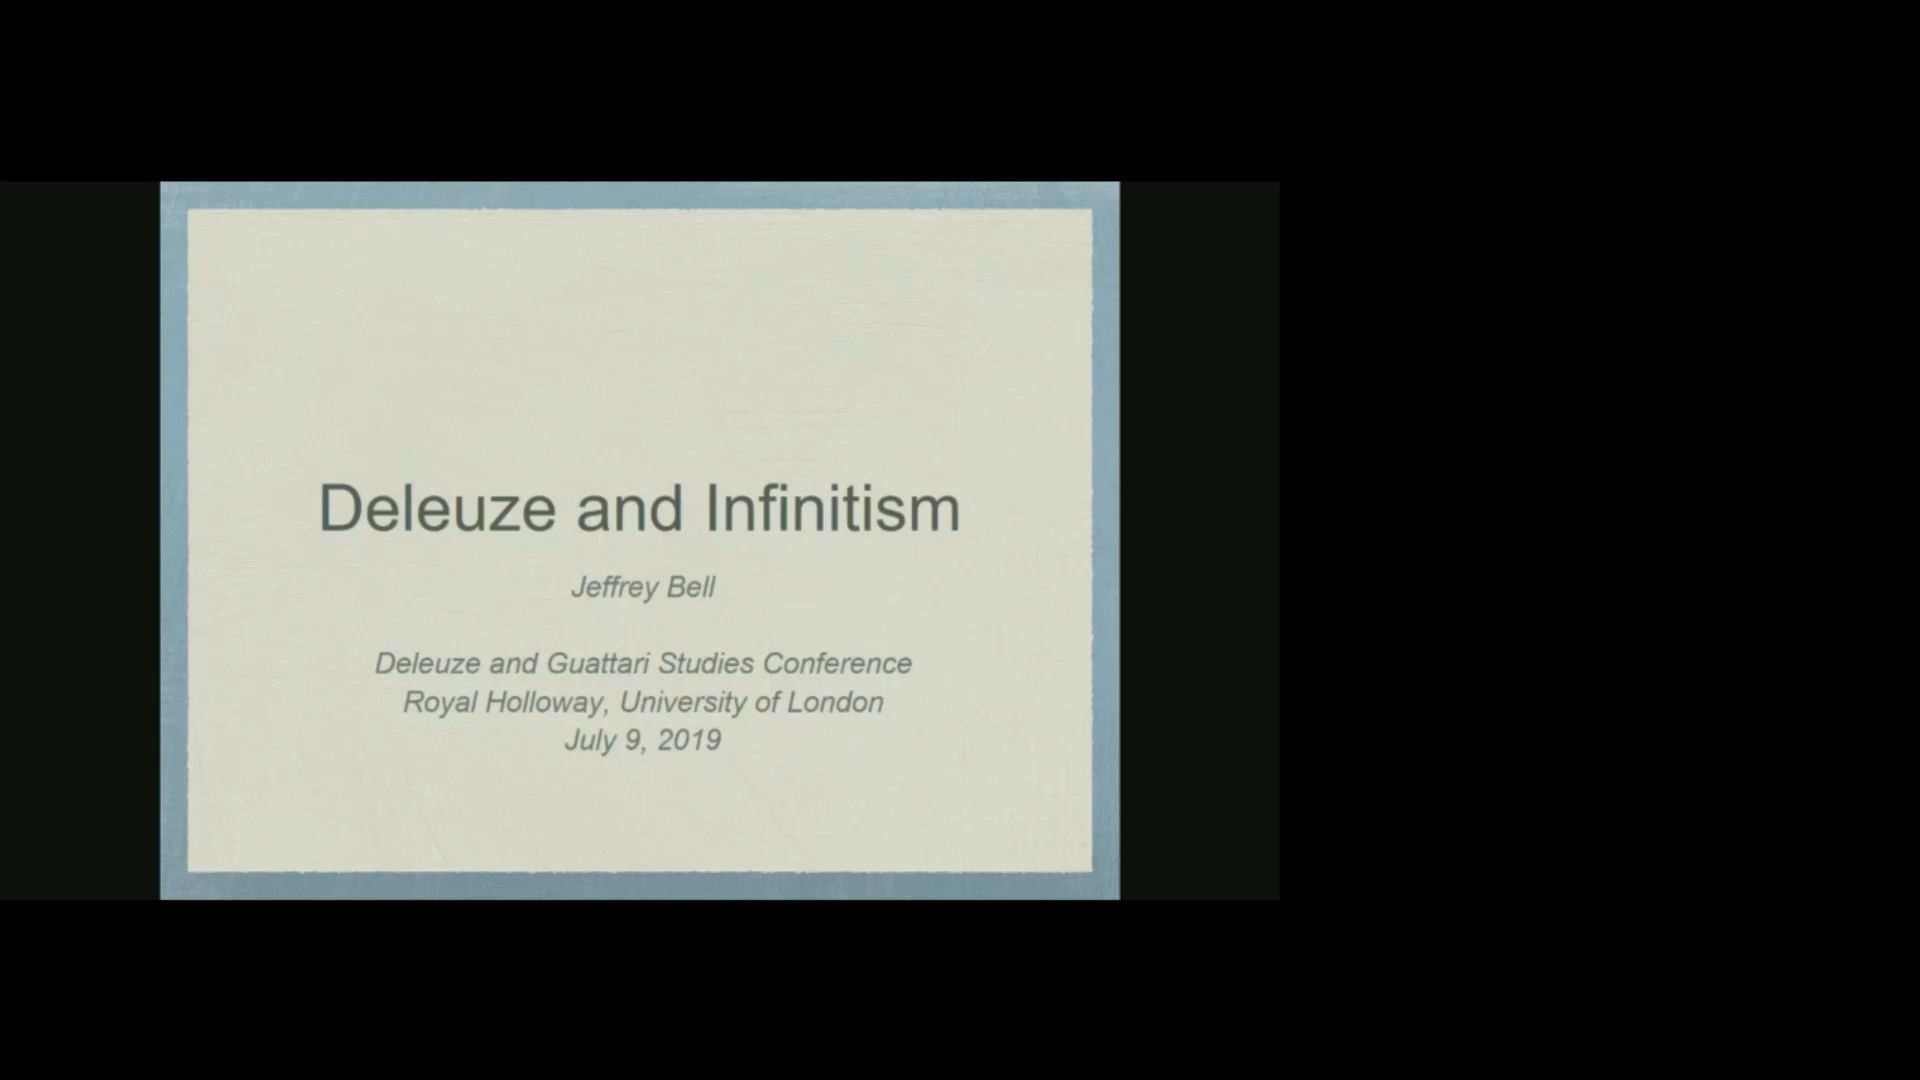 Deleuze and Infinitism
Jeffrey Bell
Deleuze and Guattari Studies Conference
Royal Holloway, University of London
July 9, 2019